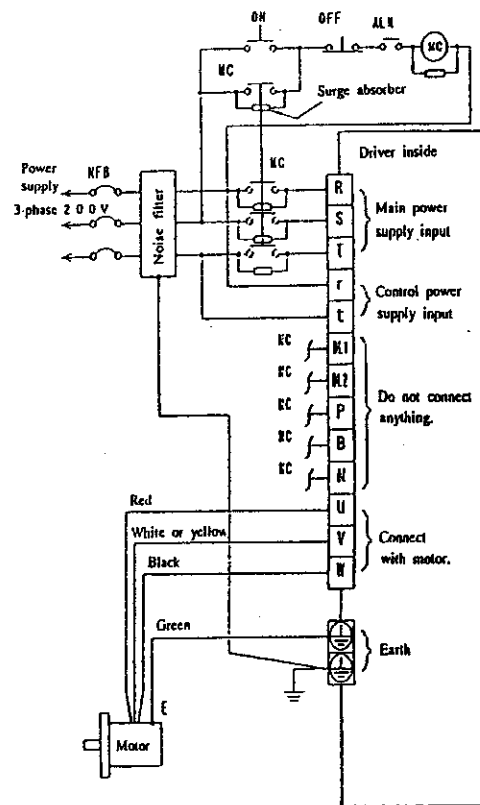 ON
OFF
ALM
MC
MC
Surge absorber
MC
Driver inside
Power
supply
NFB
3-phase 200V
Noise filter
R
S
T
Main power
supply input
r
t
Control power
supply input
NC
NC
NC
NC
NC
M1
M2
P
B
N
Do not connect
anything.
Red
White or yellow
Black
Green
U
V
W
Connect
with motor.
Earth
E
Motor